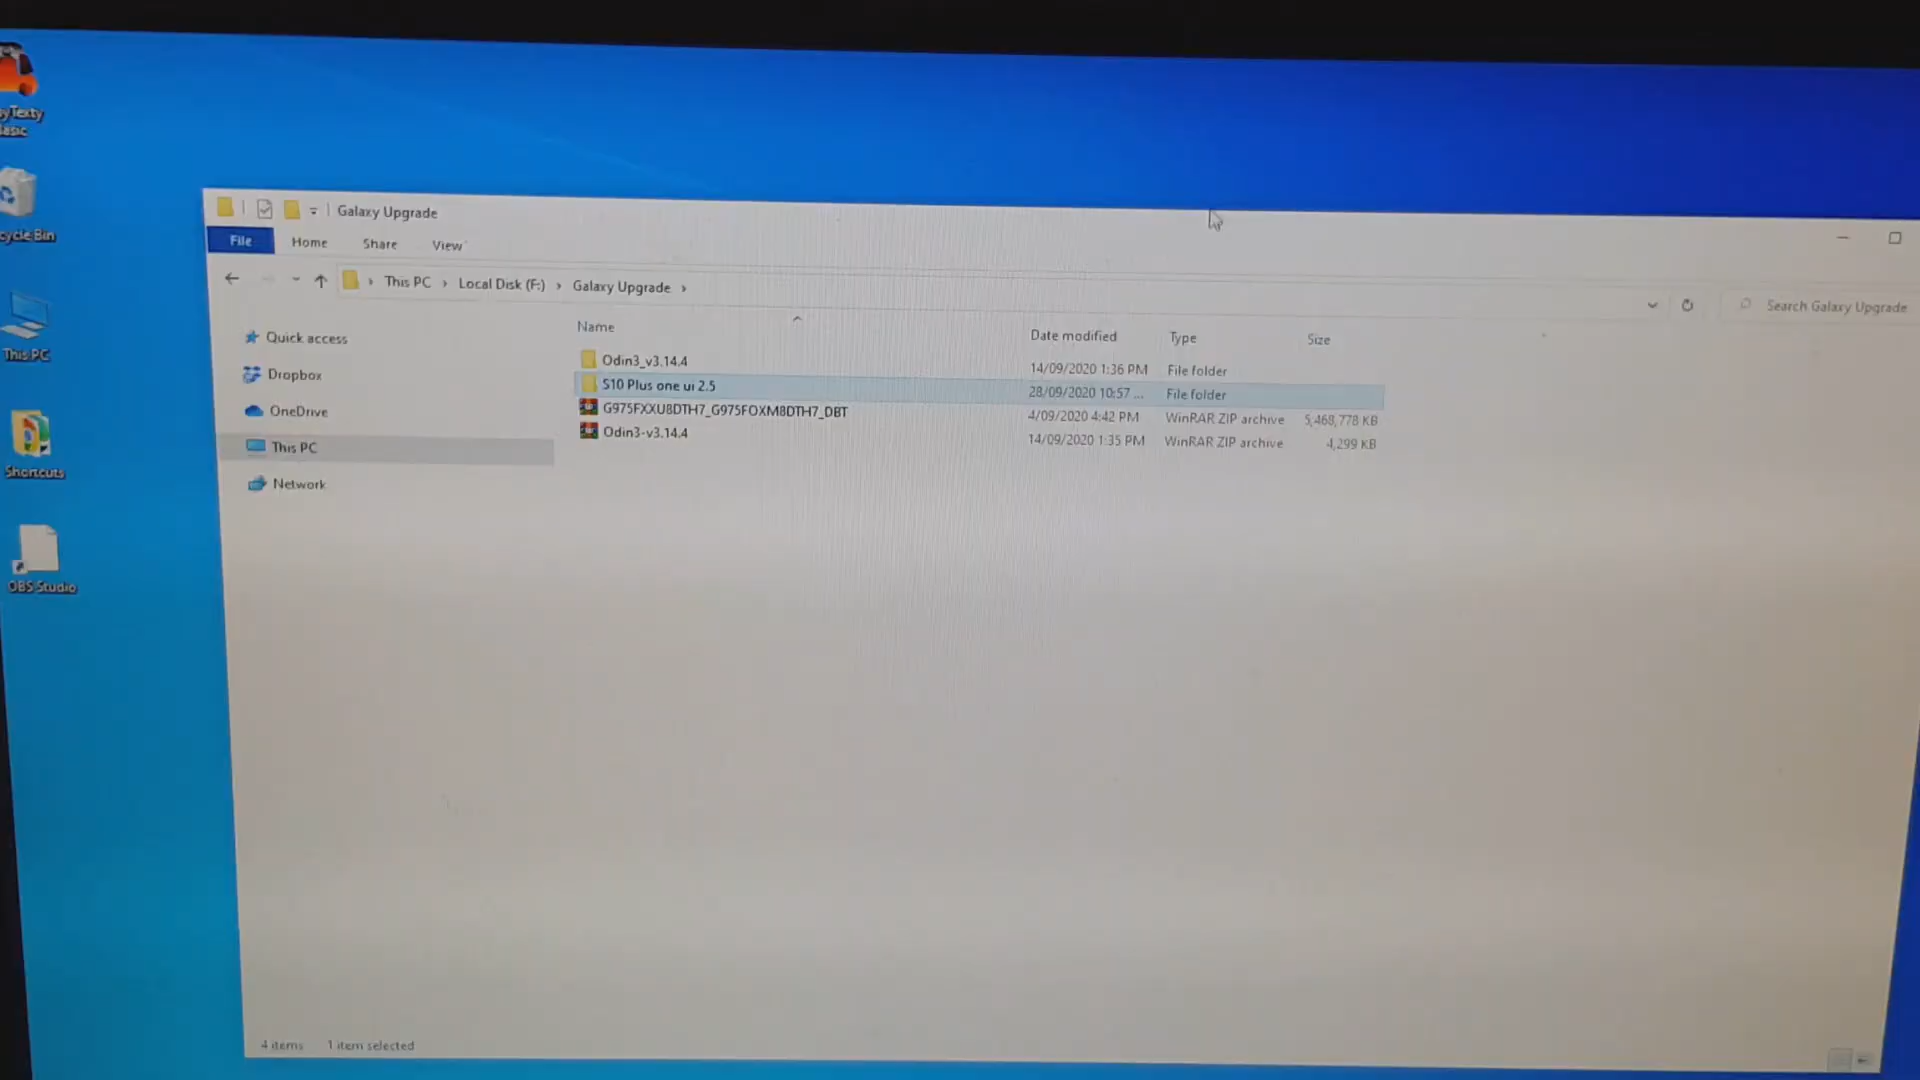 yTexty
asic
ycle Bin
This PC
Shortcuts
OBS Studio
Galaxy Upgrade
File Home Share View
This PC > Local Disk (F:) > Galaxy Upgrade >
Search Galaxy Upgrade
Quick access
Dropbox
OneDrive
This PC
Network
Name Date modified Type Size
Odin3_v3.14.4 14/09/2020 1:36 PM File folder
S10 Plus one ui 2.5 28/09/2020 10:57 ... File folder
G975FXXU8DTH7_G975FOXM8DTH7_DBT 4/09/2020 4:42 PM WinRAR ZIP archive 5,468,778 KB
Odin3-v3.14.4 14/09/2020 1:35 PM WinRAR ZIP archive 4,299 KB
4 items 1 item selected